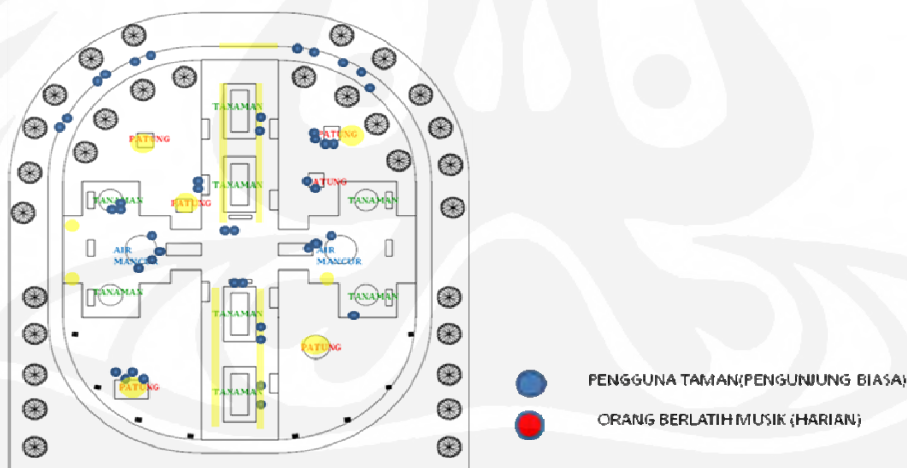 TANAMAN
PATUNG
PATUNG
TANAMAN
PATUNG
TANAMAN
PATUNG
TANAMAN
AIR
MANCUR
AIR
MANCUR
TANAMAN
TANAMAN
TANAMAN
PATUNG
PATUNG
TANAMAN
PENGGUNA TAMAN(PENGUNJUNG BIASA)
ORANG BERLATIH MUSIK (HARIAN)